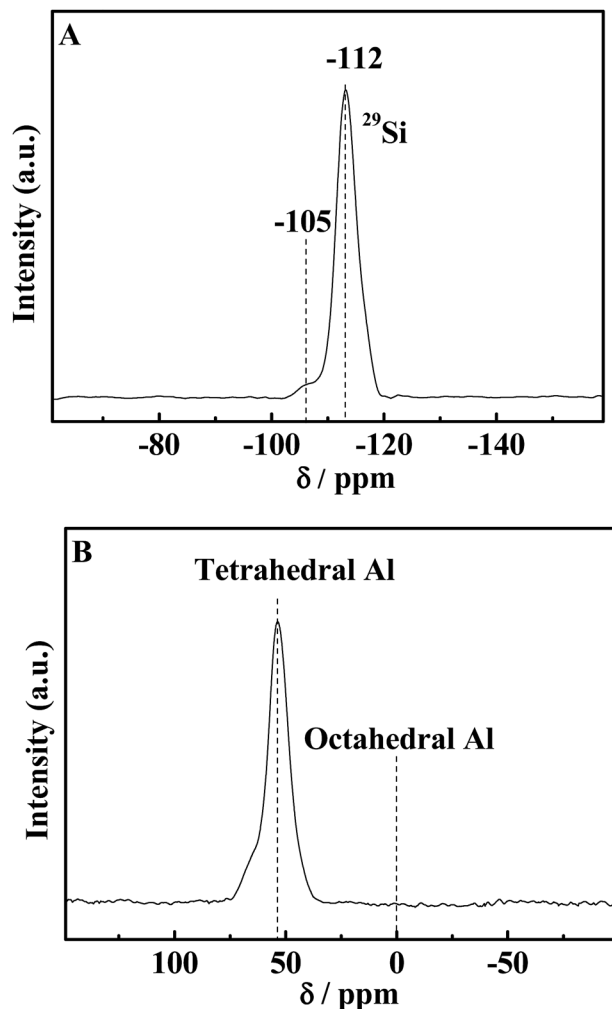 A
-112
²⁹Si
-105
Intensity (a.u.)
-80 -100 -120 -140
δ / ppm
B
Tetrahedral Al
Octahedral Al
Intensity (a.u.)
100 50 0 -50
δ / ppm